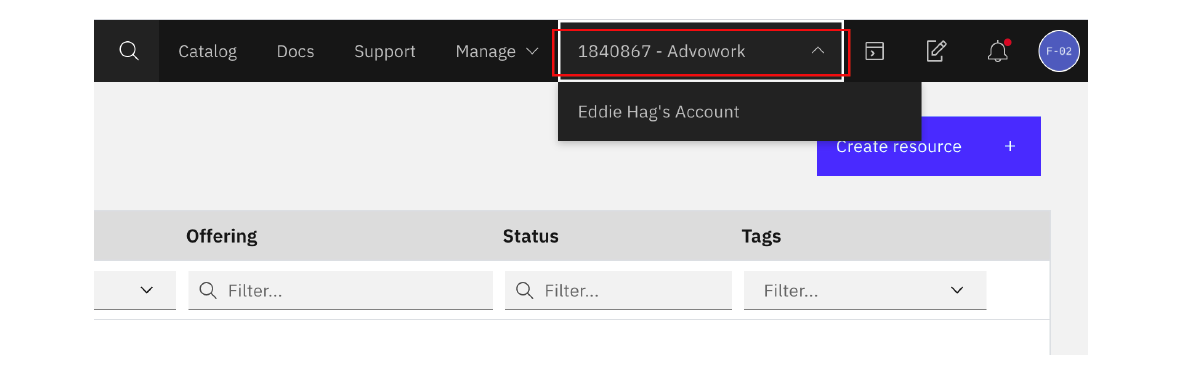 Catalog Docs Support Manage 1840867 - Advowork F-02
Eddie Hag's Account
Create resource +
Offering Status Tags
Filter... Filter... Filter...